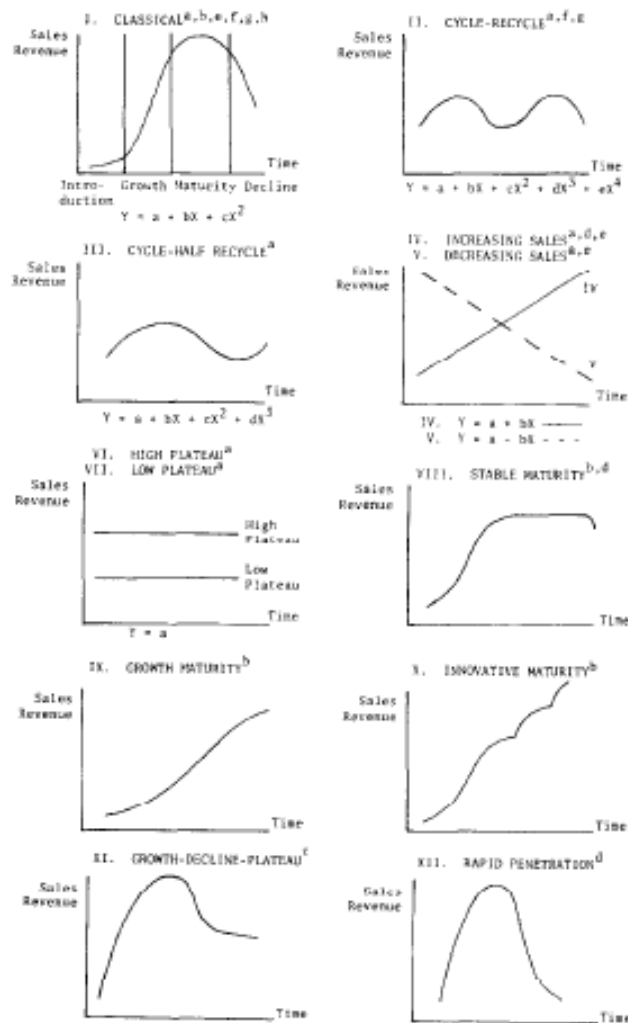 I. CLASSICAL a,b,e,f,g,h
Sales
Revenue
Time
Intro- Growth Maturity Decline
duction
Y = a + bX + cX²
II. CYCLE-RECYCLE a,f,g
Sales
Revenue
Time
Y = a + bX + cX² + dX³ + eX⁴
III. CYCLE-HALF RECYCLE a
Sales
Revenue
Time
Y = a + bX + cX² + dX³
IV. INCREASING SALES a,d,e
V. DECREASING SALES a,e
Sales
Revenue
IV
V
Time
IV. Y = a + bX
V. Y = a - bX
VI. HIGH PLATEAU a
VII. LOW PLATEAU a
Sales
Revenue
High
Plateau
Low
Plateau
Time
Y = a
VIII. STABLE MATURITY b,d
Sales
Revenue
Time
IX. GROWTH MATURITY b
Sales
Revenue
Time
X. INNOVATIVE MATURITY b
Sales
Revenue
Time
XI. GROWTH-DECLINE-PLATEAU c
Sales
Revenue
Time
XII. RAPID PENETRATION d
Sales
Revenue
Time